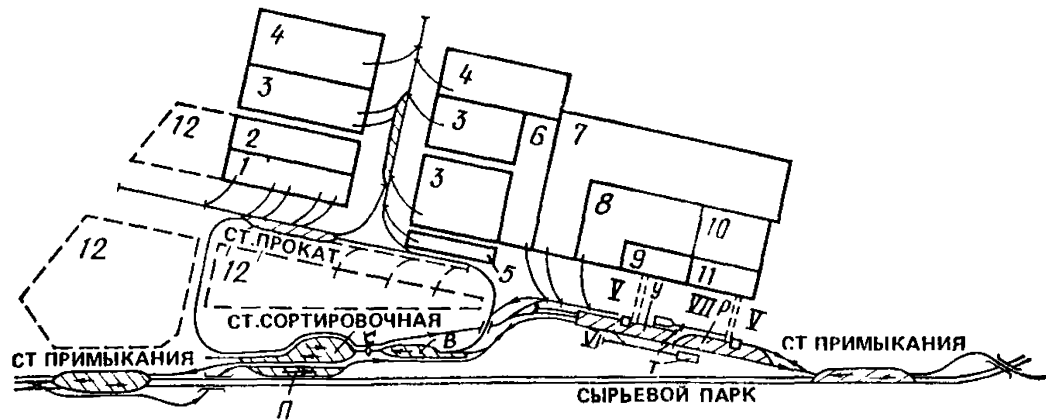 4
4
3
12
3
6
7
2
1
3
8
10
12
СТ.ПРОКАТ
12
5
9
11
V
У
VII
Р
V
СТ.СОРТИРОВОЧНАЯ
С
В
СТ ПРИМЫКАНИЯ
VI
Т
СТ ПРИМЫКАНИЯ
П
СЫРЬЕВОЙ ПАРК